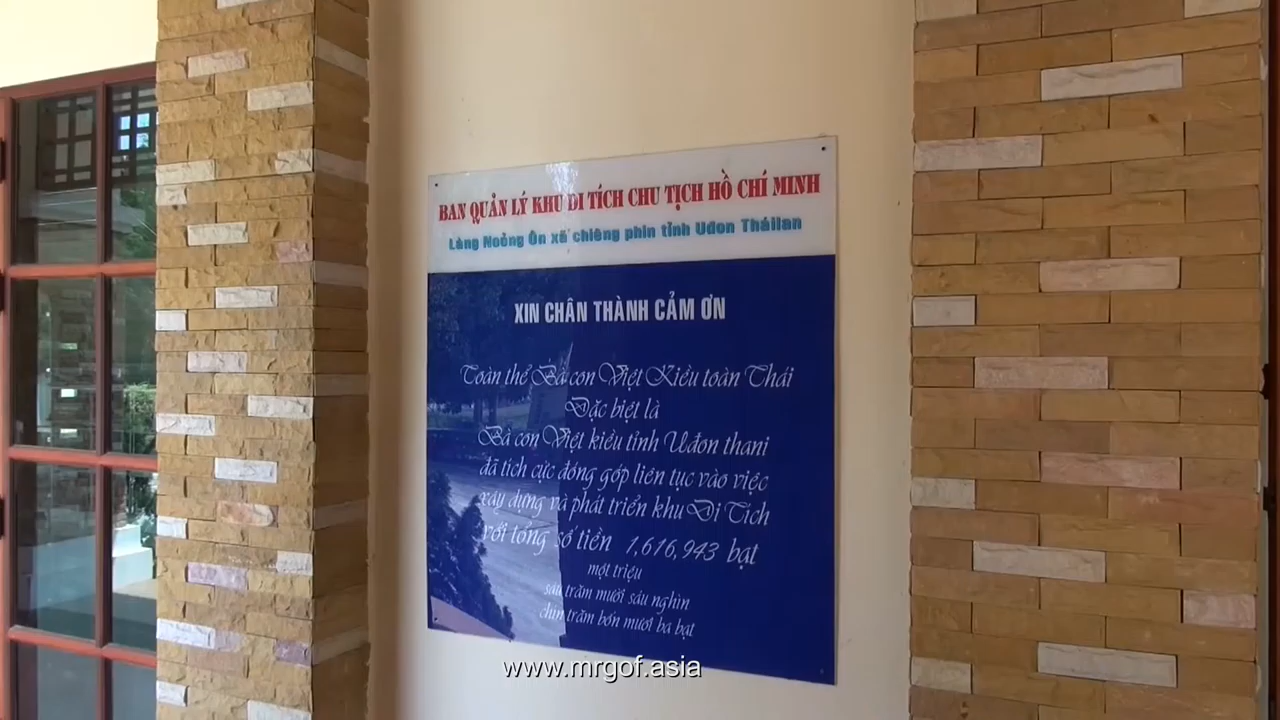 BAN QUẢN LÝ KHU DI TÍCH CHU TỊCH HỒ CHÍ MINH
Làng Noỏng Ôn xã chiêng phin tỉnh Uđon Tháilan
XIN CHÂN THÀNH CẢM ƠN
Toàn thể Bà con Việt Kiều toàn Thái
Đặc biệt là
Bà con Việt kiều tỉnh Uđon thani
đã tích cực đóng góp liên tục vào việc
xây dựng và phát triển khu Di Tích
với tổng số tiền 1,616,943 bạt
một triệu
sáu trăm mười sáu nghìn
chín trăm bốn mươi ba bạt
www.mrgof.asia